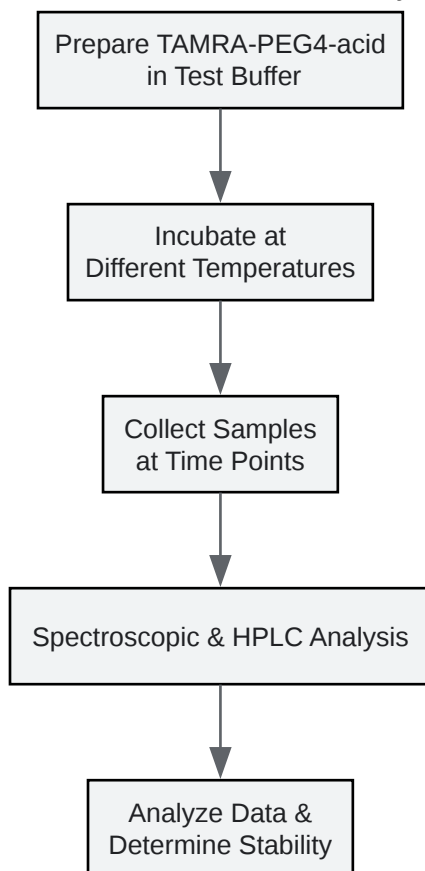 Prepare TAMRA-PEG4-acid
in Test Buffer
Incubate at
Different Temperatures
Collect Samples
at Time Points
Spectroscopic & HPLC Analysis
Analyze Data &
Determine Stability